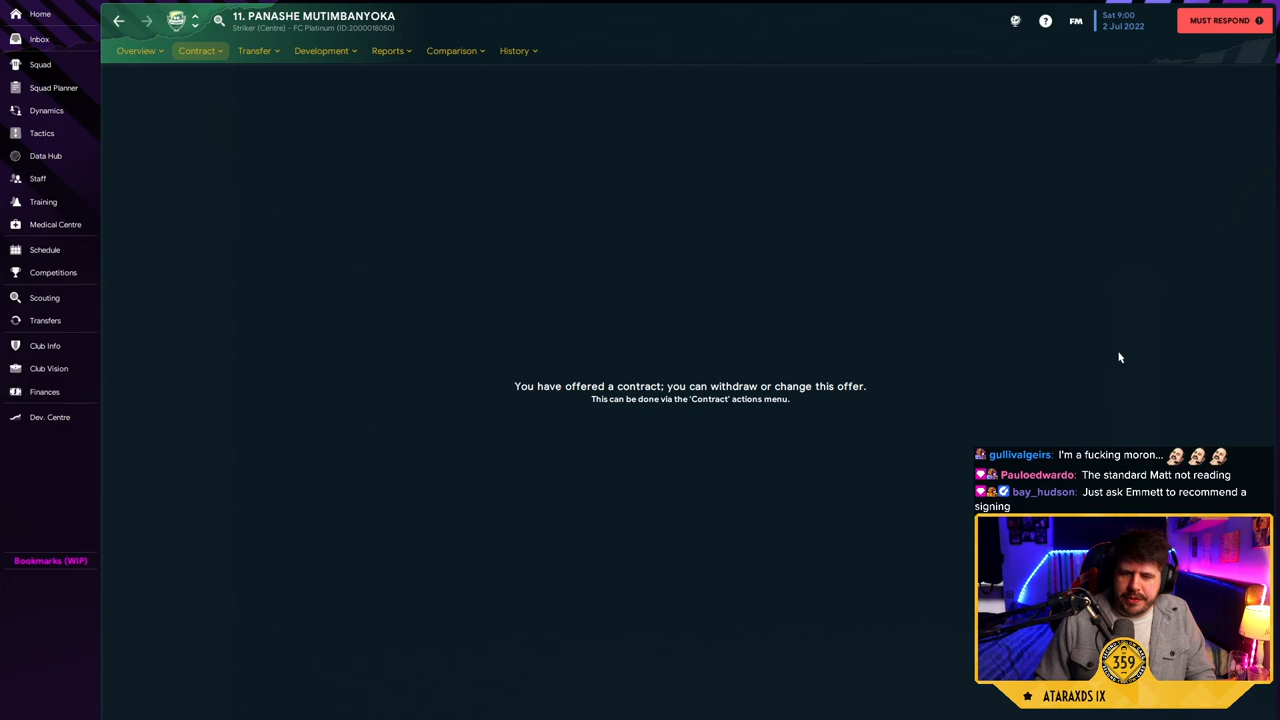 Home
Inbox
Squad
Squad Planner
Dynamics
Tactics
Data Hub
Staff
Training
Medical Centre
Schedule
Competitions
Scouting
Transfers
Club Info
Club Vision
Finances
Dev. Centre
Bookmarks (WIP)
11. PANASHE MUTIMBANYOKA
Striker (Centre) - FC Platinum (ID:2000018050)
?
FM
Sat 9:00
2 Jul 2022
MUST RESPOND
Overview
Contract
Transfer
Development
Reports
Comparison
History
You have offered a contract; you can withdraw or change this offer.
This can be done via the 'Contract' actions menu.
gullivalgeirs: I'm a fucking moron...
Pauloedwardo: The standard Matt not reading
bay_hudson: Just ask Emmett to recommend a
signing
359
ATARAXDS IX